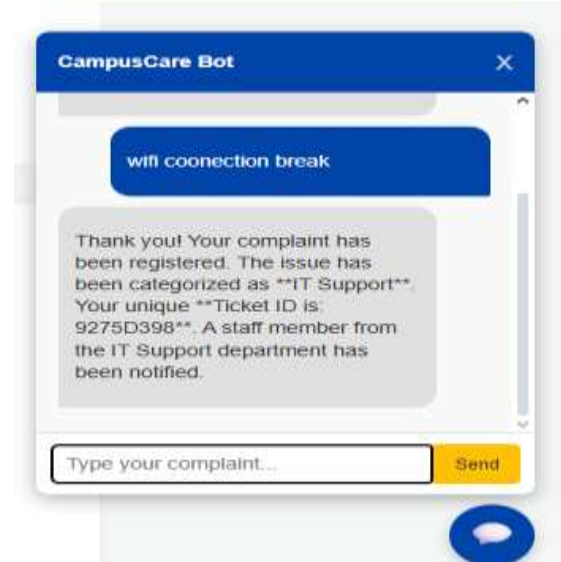 CampusCare Bot
wifi coonection break
Thank you! Your complaint has
been registered. The issue has
been categorized as **IT Support**.
Your unique **Ticket ID is:
9275D398**. A staff member from
the IT Support department has
been notified.
Type your complaint...
Send